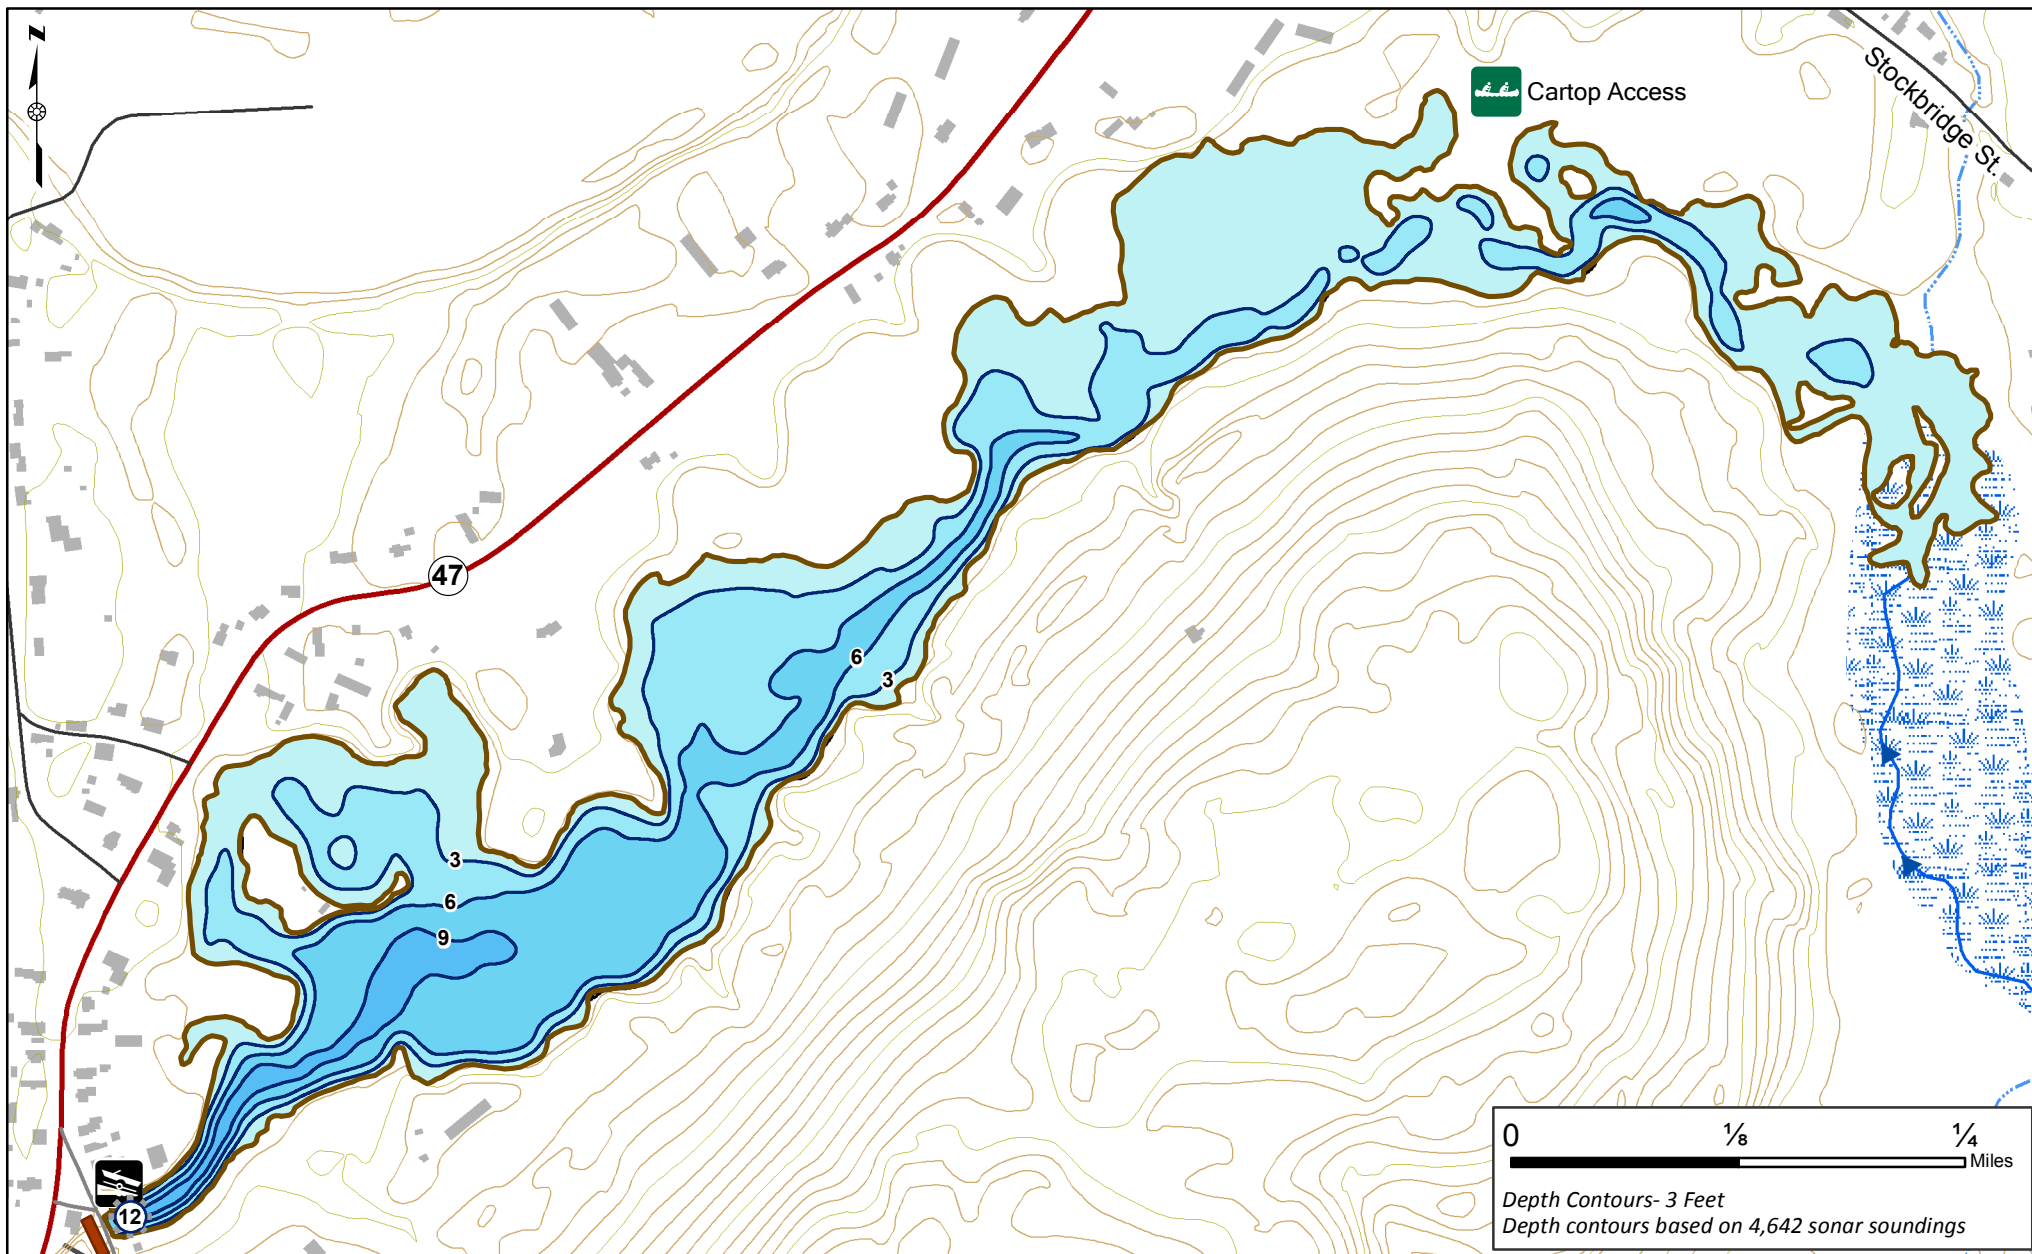 N
Cartop Access
Stockbridge St.
47
6
3
3
6
9
12
0 ⅛ ¼
Miles
Depth Contours- 3 Feet
Depth contours based on 4,642 sonar soundings